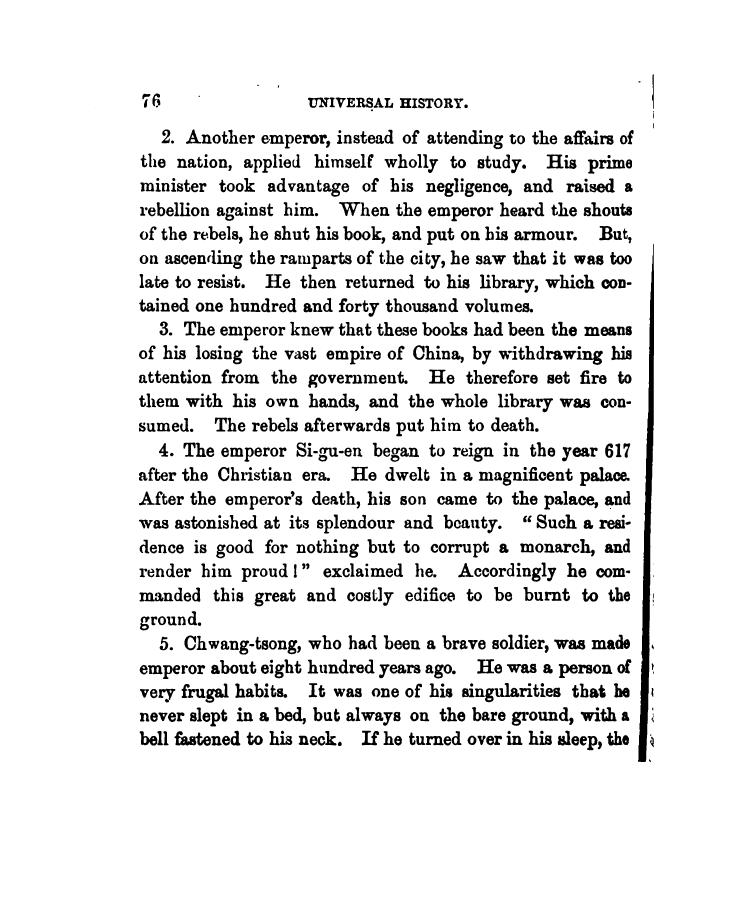 76 UNIVERSAL HISTORY.
2. Another emperor, instead of attending to the affairs of
the nation, applied himself wholly to study. His prime
minister took advantage of his negligence, and raised a
rebellion against him. When the emperor heard the shouts
of the rebels, he shut his book, and put on his armour. But,
on ascending the ramparts of the city, he saw that it was too
late to resist. He then returned to his library, which con-
tained one hundred and forty thousand volumes.
3. The emperor knew that these books had been the means
of his losing the vast empire of China, by withdrawing his
attention from the government. He therefore set fire to
them with his own hands, and the whole library was con-
sumed. The rebels afterwards put him to death.
4. The emperor Si-gu-en began to reign in the year 617
after the Christian era. He dwelt in a magnificent palace.
After the emperor's death, his son came to the palace, and
was astonished at its splendour and beauty. "Such a resi-
dence is good for nothing but to corrupt a monarch, and
render him proud!" exclaimed he. Accordingly he com-
manded this great and costly edifice to be burnt to the
ground.
5. Chwang-tsong, who had been a brave soldier, was made
emperor about eight hundred years ago. He was a person of
very frugal habits. It was one of his singularities that he
never slept in a bed, but always on the bare ground, with a
bell fastened to his neck. If he turned over in his sleep, the